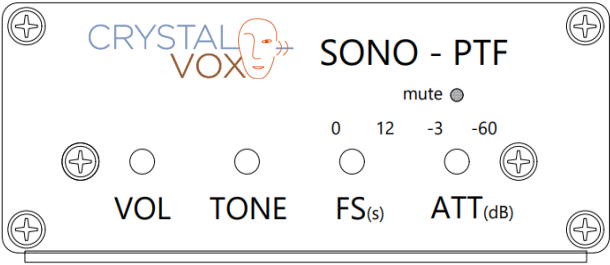 CRYSTAL
VOX
SONO - PTF
mute
0 12 -3 -60
VOL TONE FS(s) ATT(dB)